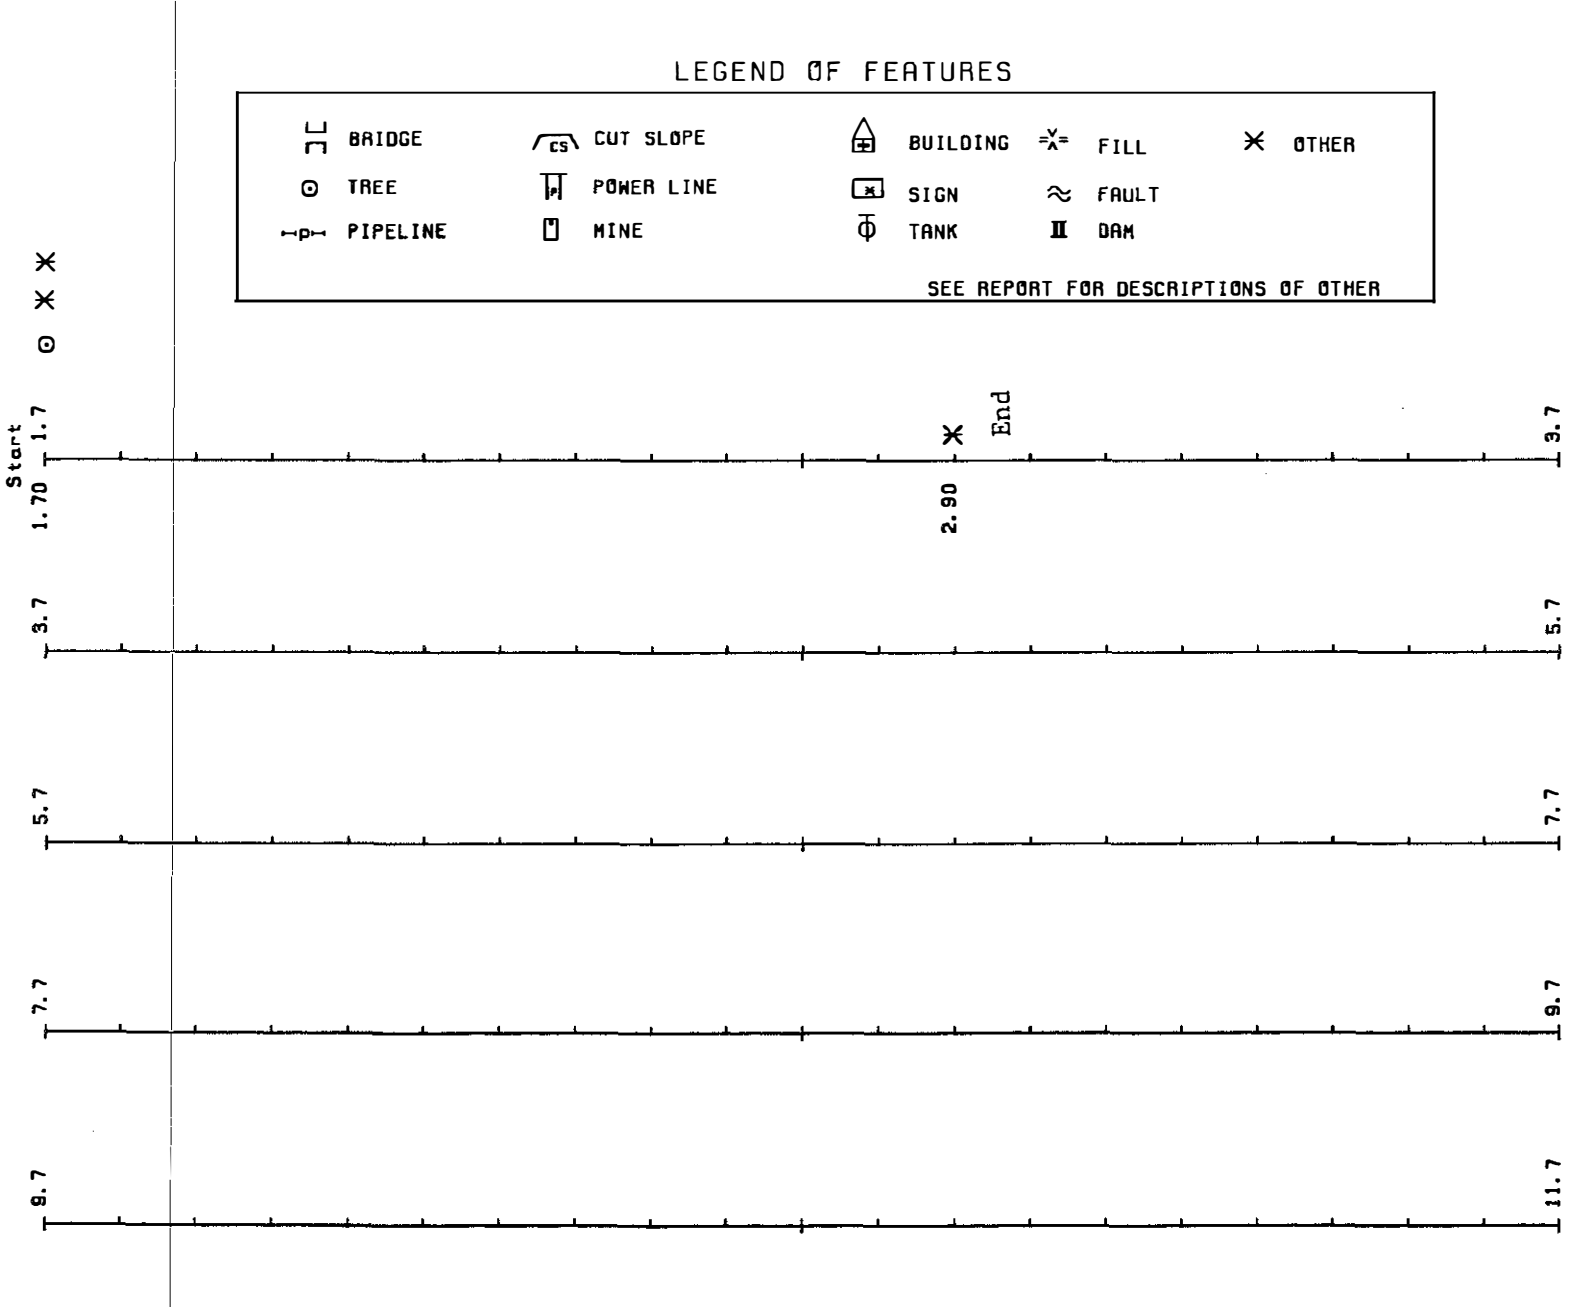 LEGEND OF FEATURES
BRIDGE CUT SLOPE BUILDING FILL OTHER
CS
TREE POWER LINE SIGN FAULT
P
PIPELINE MINE TANK DAM
SEE REPORT FOR DESCRIPTIONS OF OTHER
Start 1.7 End 3.7
1.70 2.90
3.7 5.7
5.7 7.7
7.7 9.7
9.7 11.7